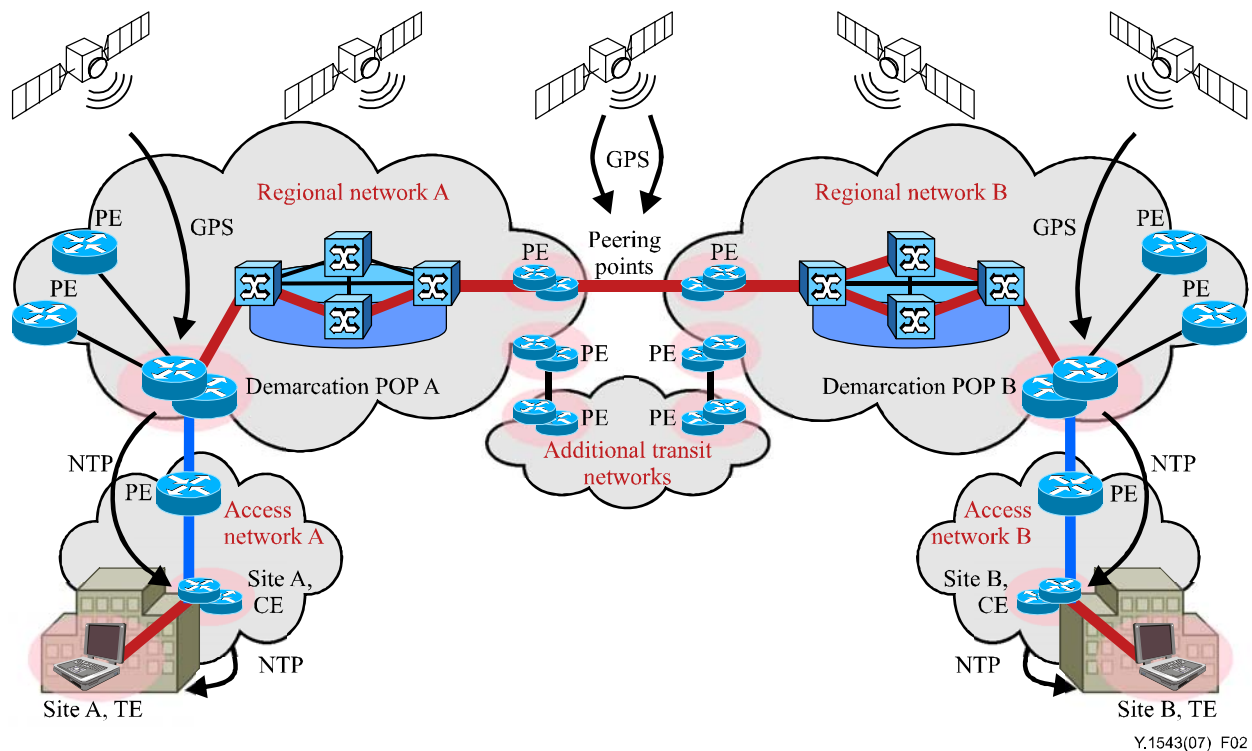 Regional network A
Regional network B
GPS
PE
GPS
PE
Peering
points
PE
PE
GPS
PE
PE
PE
PE
PE
Demarcation POP A
Demarcation POP B
PE
PE
NTP
Additional transit
networks
NTP
PE
PE
Access
network A
Access
network B
Site A,
CE
Site B,
CE
NTP
NTP
Site A, TE
Site B, TE
Y.1543(07)_F02